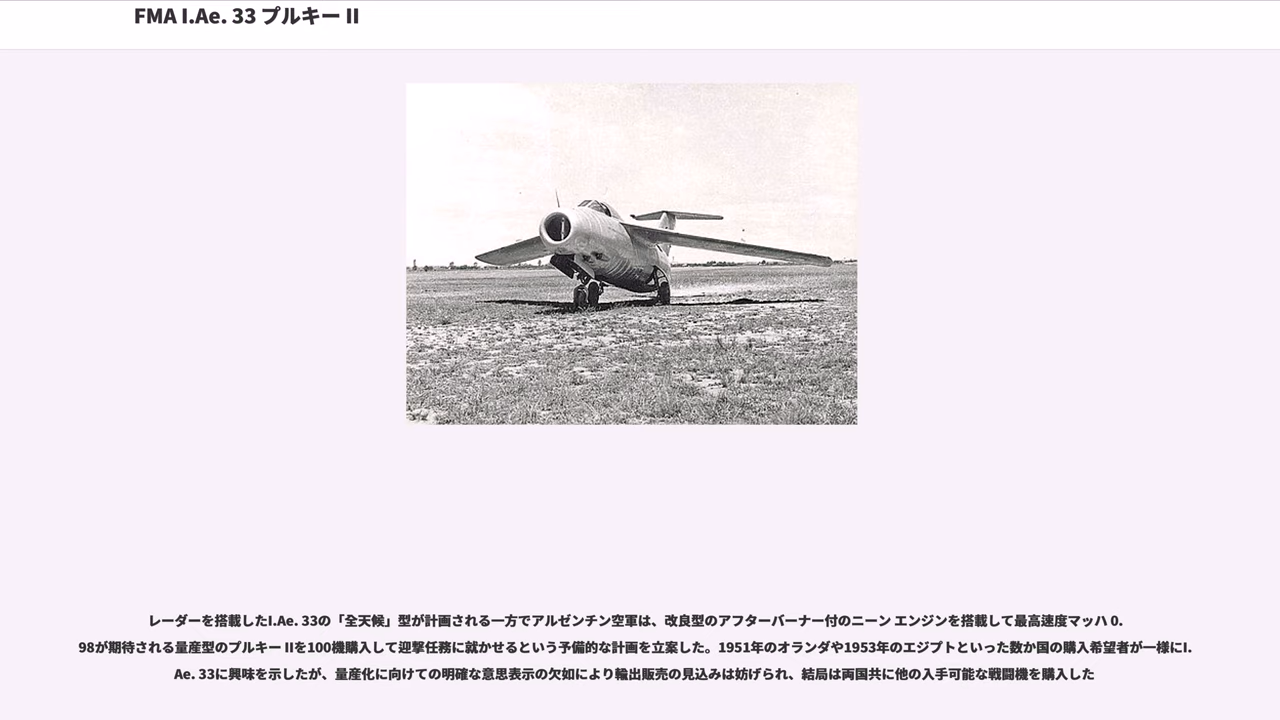 FMA I.Ae. 33 プルキー II
レーダーを搭載したI.Ae. 33の「全天候」型が計画される一方でアルゼンチン空軍は、改良型のアフターバーナー付のニーン エンジンを搭載して最高速度マッハ 0.
98が期待される量産型のプルキー IIを100機購入して迎撃任務に就かせるという予備的な計画を立案した。1951年のオランダや1953年のエジプトといった数か国の購入希望者が一様にI.
Ae. 33に興味を示したが、量産化に向けての明確な意思表示の欠如により輸出販売の見込みは妨げられ、結局は両国共に他の入手可能な戦闘機を購入した